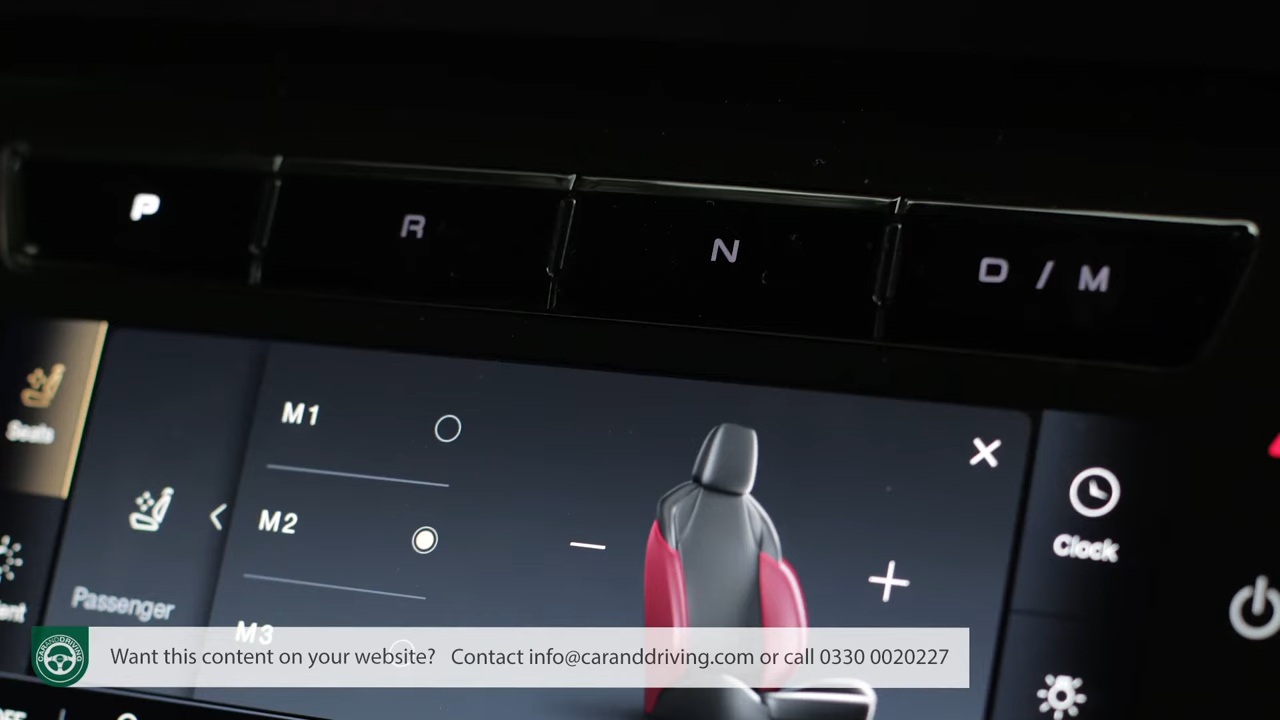 P
R
N
D / M
Seats
M1
M2
Passenger
M3
Clock
CARANDDRIVING
Want this content on your website? Contact info@caranddriving.com or call 0330 0020227